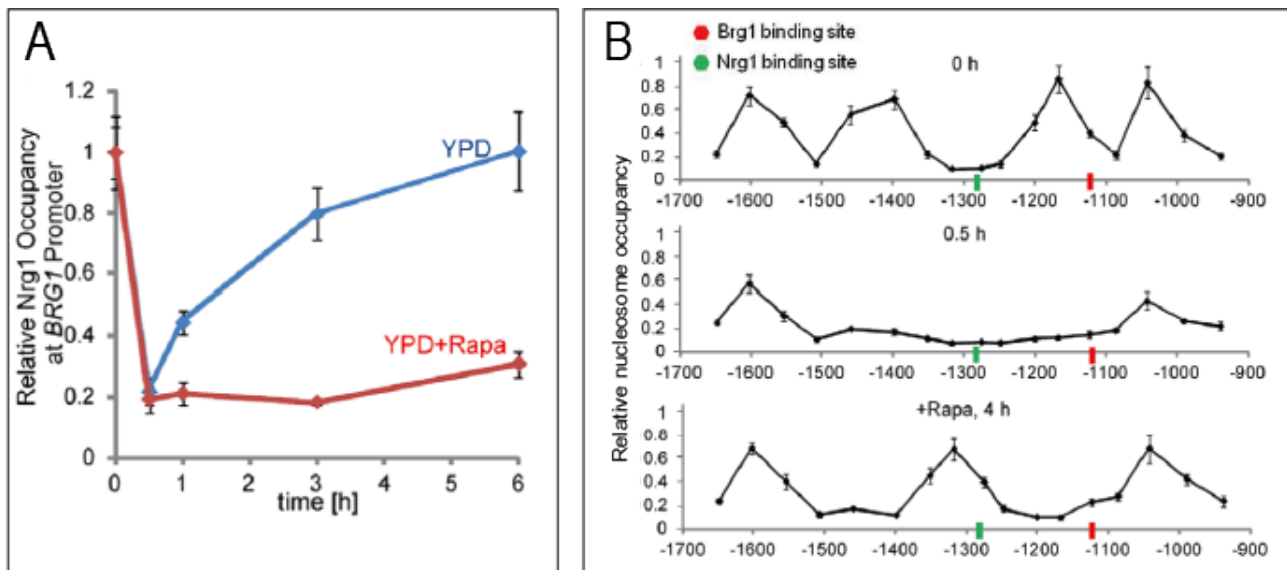 A
Relative Nrg1 Occupancy
at BRG1 Promoter
1.2
1
0.8
0.6
0.4
0.2
0
YPD
YPD+Rapa
0 1 2 3 4 5 6
time [h]
B
Brg1 binding site
Nrg1 binding site
Relative nucleosome occupancy
0 h
1
0.8
0.6
0.4
0.2
0
-1700 -1600 -1500 -1400 -1300 -1200 -1100 -1000 -900
0.5 h
1
0.8
0.6
0.4
0.2
0
-1700 -1600 -1500 -1400 -1300 -1200 -1100 -1000 -900
+Rapa, 4 h
1
0.8
0.6
0.4
0.2
0
-1700 -1600 -1500 -1400 -1300 -1200 -1100 -1000 -900